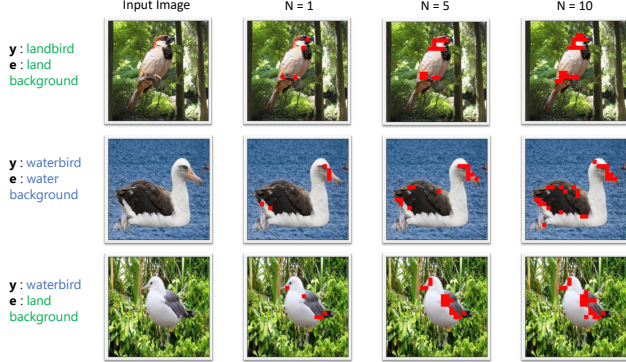 Input Image N = 1 N = 5 N = 10
y : landbird
e : land
background
y : waterbird
e : water
background
y : waterbird
e : land
background